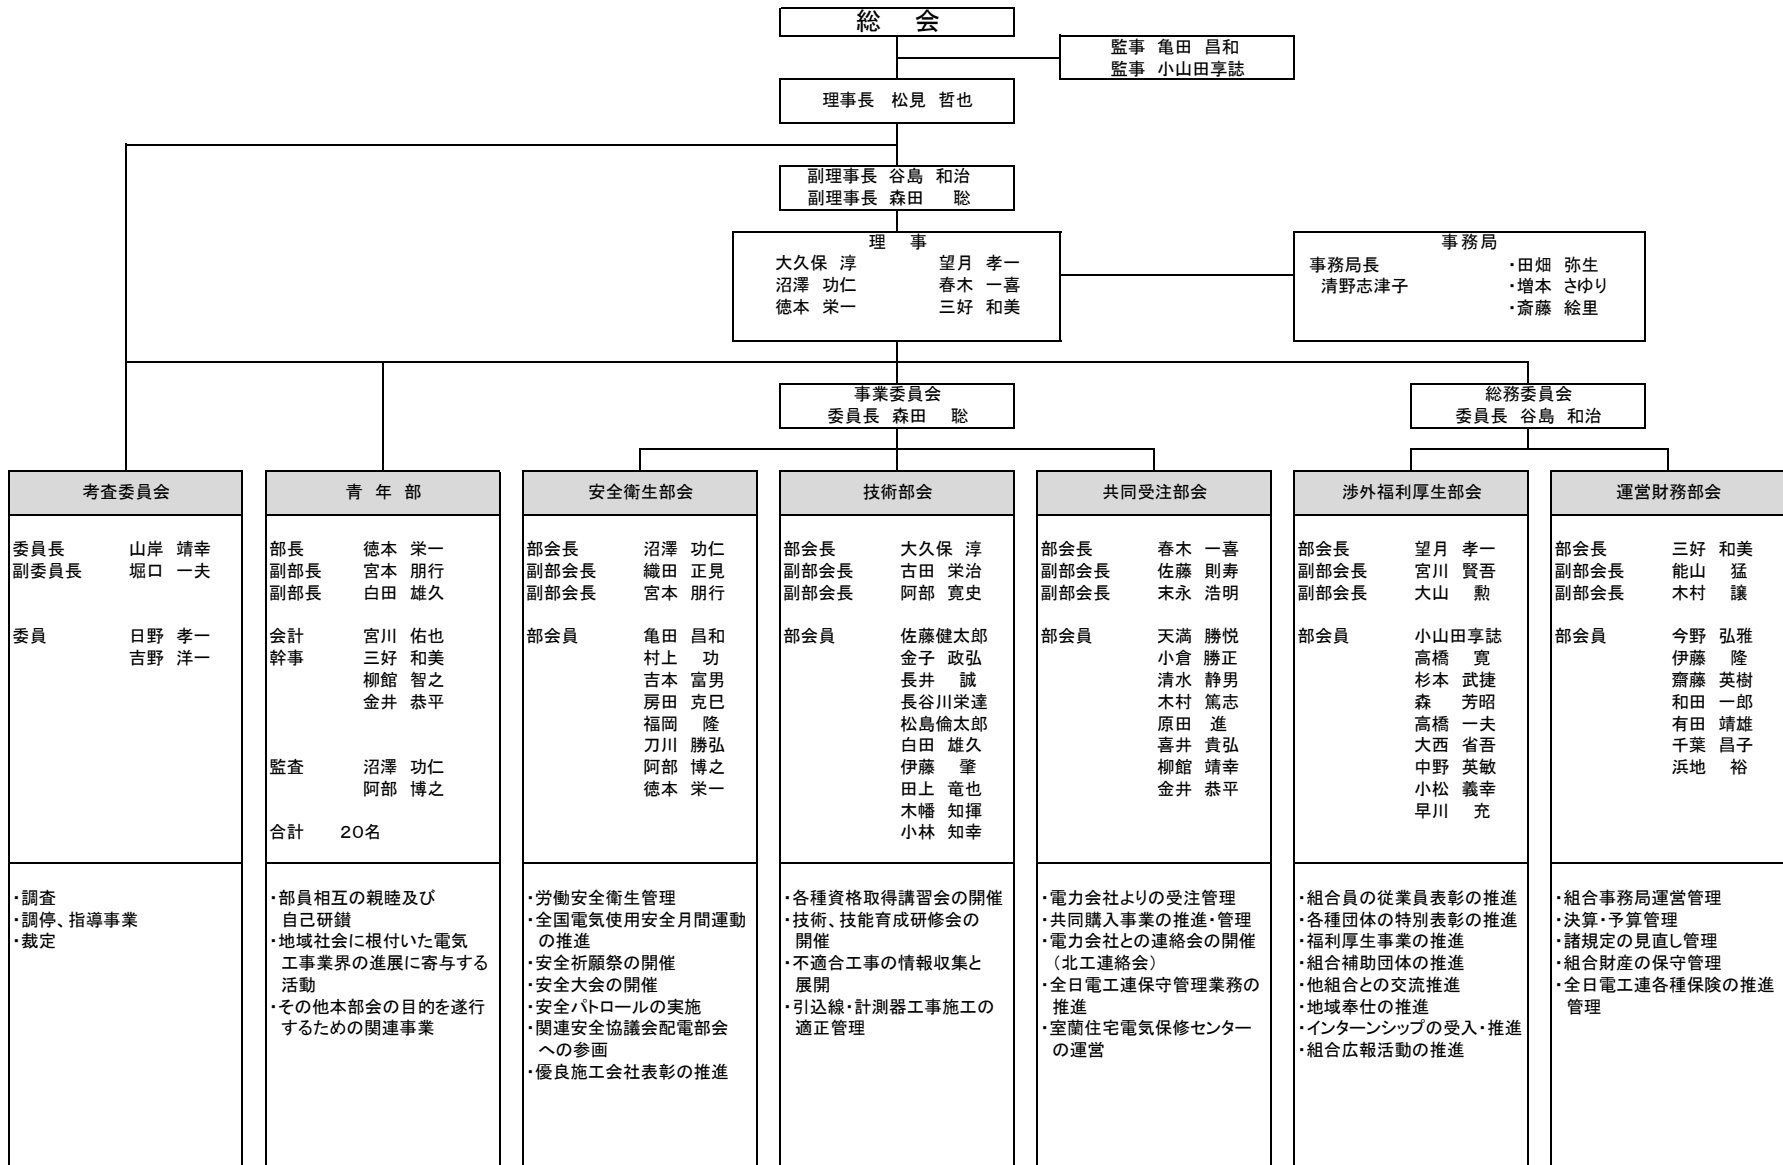 総　会
監事 亀田 昌和
監事 小山田享誌
理事長　松見 哲也
副理事長 谷島 和治
副理事長 森田　聡
理　事
大久保 淳　望月 孝一
沼澤 功仁　春木 一喜
徳本 栄一　三好 和美
事務局
事務局長　・田畑 弥生
清野志津子　・増本 さゆり
・斎藤 絵里
事業委員会
委員長 森田　聡
総務委員会
委員長 谷島 和治
考査委員会
委員長　山岸 靖幸
副委員長　堀口 一夫
委員　日野 孝一
吉野 洋一
・調査
・調停、指導事業
・裁定
青 年 部
部長　徳本 栄一
副部長　宮本 朋行
副部長　白田 雄久
会計　宮川 佑也
幹事　三好 和美
柳館 智之
金井 恭平
監査　沼澤 功仁
阿部 博之
合計　20名
・部員相互の親睦及び
自己研鑚
・地域社会に根付いた電気
工事業界の進展に寄与する
活動
・その他本部会の目的を遂行
するための関連事業
安全衛生部会
部会長　沼澤 功仁
副部会長　織田 正見
副部会長　宮本 朋行
部会員　亀田 昌和
村上　功
吉本 富男
房田 克巳
福岡　隆
刀川 勝弘
阿部 博之
徳本 栄一
・労働安全衛生管理
・全国電気使用安全月間運動
の推進
・安全祈願祭の開催
・安全大会の開催
・安全パトロールの実施
・関連安全協議会配電部会
への参画
・優良施工会社表彰の推進
技術部会
部会長　大久保 淳
副部会長　古田 栄治
副部会長　阿部 寛史
部会員　佐藤健太郎
金子 政弘
長井　誠
長谷川栄達
松島倫太郎
白田 雄久
伊藤　肇
田上 竜也
木幡 知揮
小林 知幸
・各種資格取得講習会の開催
・技術、技能育成研修会の
開催
・不適合工事の情報収集と
展開
・引込線・計測器工事施工の
適正管理
共同受注部会
部会長　春木 一喜
副部会長　佐藤 則寿
副部会長　末永 浩明
部会員　天満 勝悦
小倉 勝正
清水 静男
木村 篤志
原田　進
喜井 貴弘
柳館 靖幸
金井 恭平
・電力会社よりの受注管理
・共同購入事業の推進・管理
・電力会社との連絡会の開催
（北工連絡会）
・全日電工連保守管理業務の
推進
・室蘭住宅電気保修センター
の運営
渉外福利厚生部会
部会長　望月 孝一
副部会長　宮川 賢吾
副部会長　大山　勲
部会員　小山田享誌
高橋　寛
杉本 武捷
森　芳昭
高橋 一夫
大西 省吾
中野 英敏
小松 義幸
早川　充
・組合員の従業員表彰の推進
・各種団体の特別表彰の推進
・福利厚生事業の推進
・組合補助団体の推進
・他組合との交流推進
・地域奉仕の推進
・インターンシップの受入・推進
・組合広報活動の推進
運営財務部会
部会長　三好 和美
副部会長　能山　猛
副部会長　木村　譲
部会員　今野 弘雅
伊藤　隆
齋藤 英樹
和田 一郎
有田 靖雄
千葉 昌子
浜地　裕
・組合事務局運営管理
・決算・予算管理
・諸規定の見直し管理
・組合財産の保守管理
・全日電工連各種保険の推進
管理